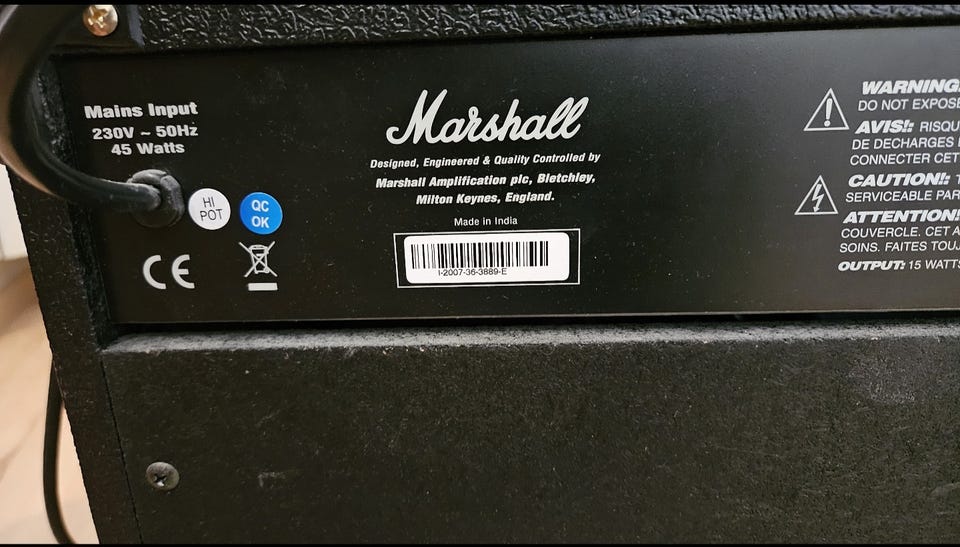 Mains Input
230V ~ 50Hz
45 Watts
HI
POT
QC
OK
CE
Marshall
Designed, Engineered & Quality Controlled by
Marshall Amplification plc, Bletchley,
Milton Keynes, England.
Made in India
I-2007-36-3889-E
WARNING
DO NOT EXPOSE
AVIS!:
DE DECHARGES
CONNECTER CET
CAUTION!:
SERVICEABLE PAR
ATTENTION!
COUVERCLE. CET A
SOINS. FAITES TOUJ
OUTPUT: 15 WATTS